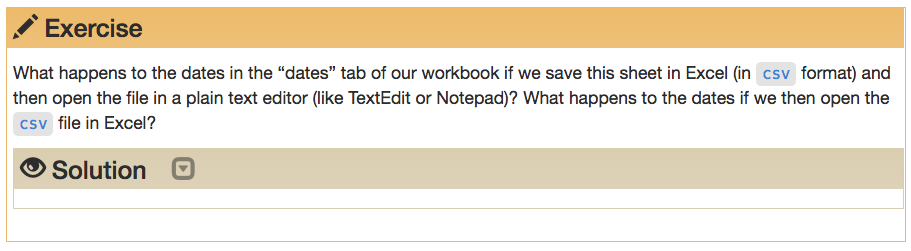 Exercise
What happens to the dates in the “dates” tab of our workbook if we save this sheet in Excel (in csv format) and
then open the file in a plain text editor (like TextEdit or Notepad)? What happens to the dates if we then open the
csv file in Excel?
Solution